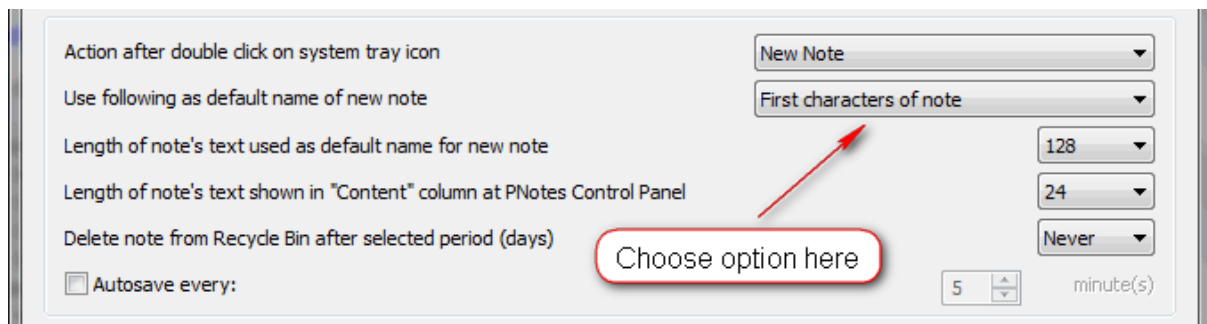 Action after double click on system tray icon New Note
Use following as default name of new note First characters of note
Length of note's text used as default name for new note 128
Length of note's text shown in "Content" column at PNotes Control Panel 24
Delete note from Recycle Bin after selected period (days) Never
Choose option here
Autosave every: 5 minute(s)